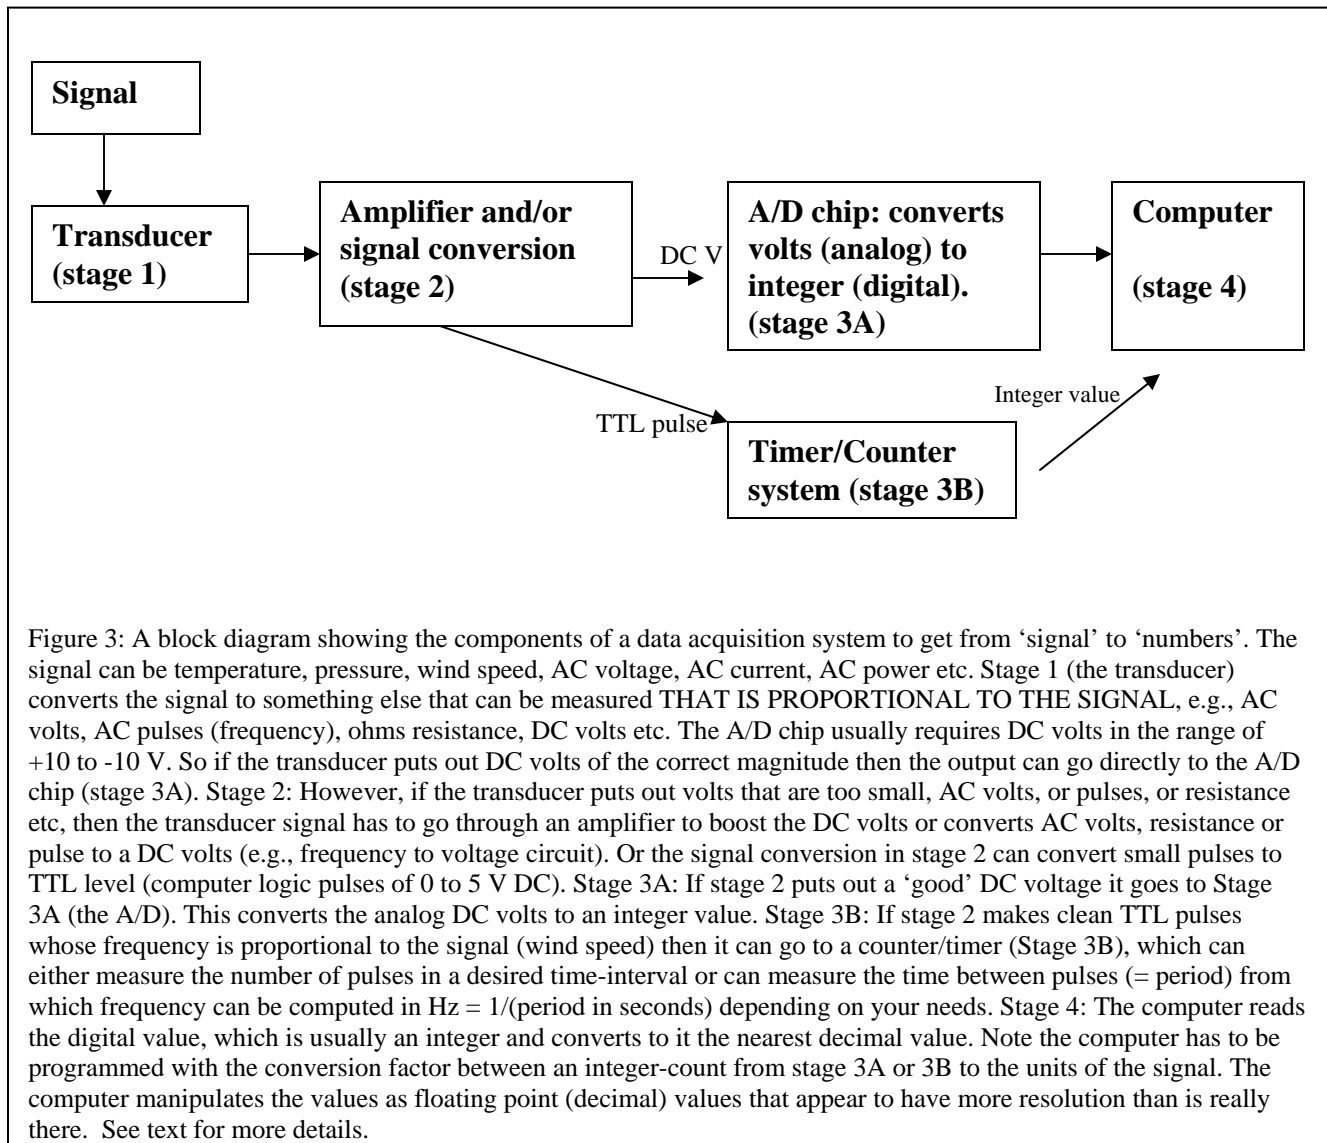 Signal
Transducer
(stage 1)
Amplifier and/or
signal conversion
(stage 2)
DC V
A/D chip: converts
volts (analog) to
integer (digital).
(stage 3A)
Computer
(stage 4)
TTL pulse
Timer/Counter
system (stage 3B)
Integer value
Figure 3: A block diagram showing the components of a data acquisition system to get from ‘signal’ to ‘numbers’. The
signal can be temperature, pressure, wind speed, AC voltage, AC current, AC power etc. Stage 1 (the transducer)
converts the signal to something else that can be measured THAT IS PROPORTIONAL TO THE SIGNAL, e.g., AC
volts, AC pulses (frequency), ohms resistance, DC volts etc. The A/D chip usually requires DC volts in the range of
+10 to -10 V. So if the transducer puts out DC volts of the correct magnitude then the output can go directly to the A/D
chip (stage 3A). Stage 2: However, if the transducer puts out volts that are too small, AC volts, or pulses, or resistance
etc, then the transducer signal has to go through an amplifier to boost the DC volts or converts AC volts, resistance or
pulse to a DC volts (e.g., frequency to voltage circuit). Or the signal conversion in stage 2 can convert small pulses to
TTL level (computer logic pulses of 0 to 5 V DC). Stage 3A: If stage 2 puts out a ‘good’ DC voltage it goes to Stage
3A (the A/D). This converts the analog DC volts to an integer value. Stage 3B: If stage 2 makes clean TTL pulses
whose frequency is proportional to the signal (wind speed) then it can go to a counter/timer (Stage 3B), which can
either measure the number of pulses in a desired time-interval or can measure the time between pulses (= period) from
which frequency can be computed in Hz = 1/(period in seconds) depending on your needs. Stage 4: The computer reads
the digital value, which is usually an integer and converts to it the nearest decimal value. Note the computer has to be
programmed with the conversion factor between an integer-count from stage 3A or 3B to the units of the signal. The
computer manipulates the values as floating point (decimal) values that appear to have more resolution than is really
there. See text for more details.